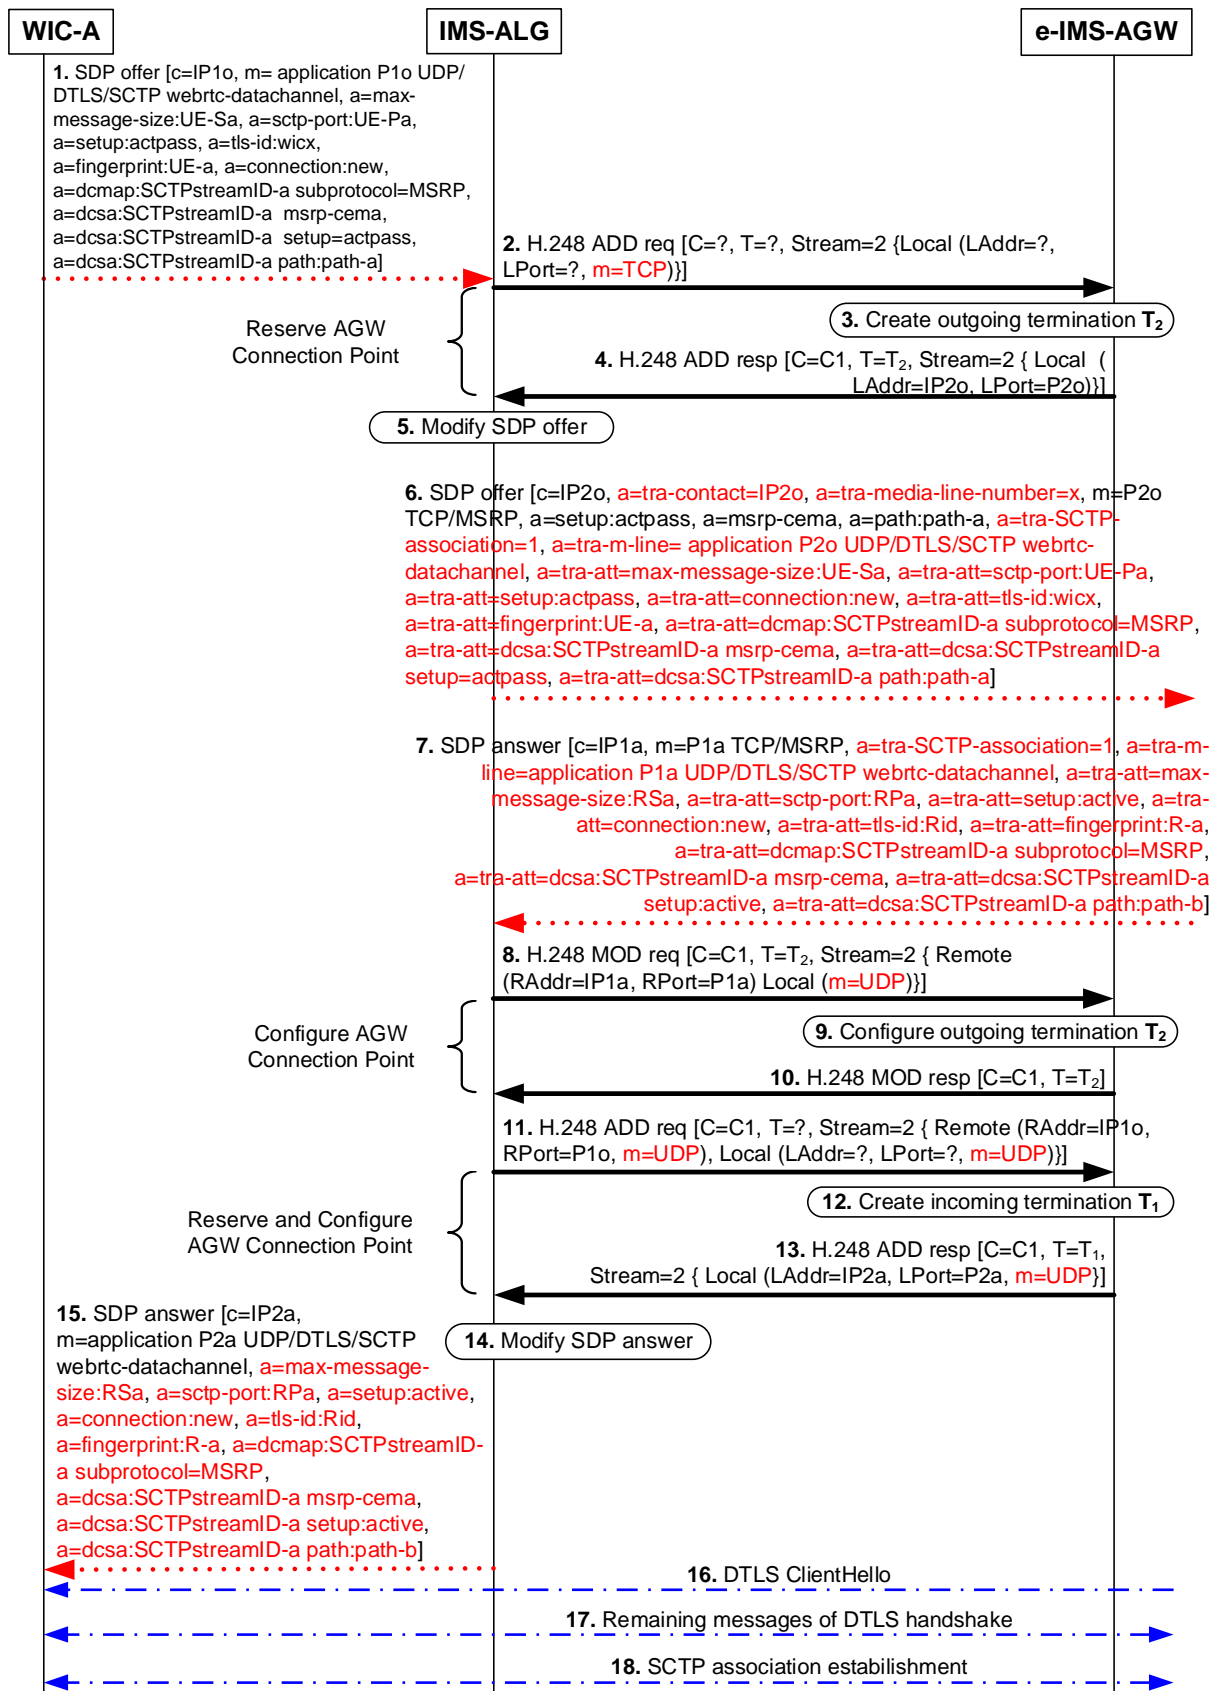 WIC-A
IMS-ALG
e-IMS-AGW
1. SDP offer [c=IP1o, m= application P1o UDP/
DTLS/SCTP webrtc-datachannel, a=max-
message-size:UE-Sa, a=sctp-port:UE-Pa,
a=setup:actpass, a=tls-id:wicx,
a=fingerprint:UE-a, a=connection:new,
a=dcmap:SCTPstreamID-a subprotocol=MSRP,
a=dcsa:SCTPstreamID-a msrp-cema,
a=dcsa:SCTPstreamID-a setup=actpass,
a=dcsa:SCTPstreamID-a path:path-a]
2. H.248 ADD req [C=?, T=?, Stream=2 {Local (LAddr=?,
LPort=?, m=TCP)}]
Reserve AGW
Connection Point
3. Create outgoing termination T2
4. H.248 ADD resp [C=C1, T=T2, Stream=2 { Local (
LAddr=IP2o, LPort=P2o)}]
5. Modify SDP offer
6. SDP offer [c=IP2o, a=tra-contact=IP2o, a=tra-media-line-number=x, m=P2o
TCP/MSRP, a=setup:actpass, a=msrp-cema, a=path:path-a, a=tra-SCTP-
association=1, a=tra-m-line= application P2o UDP/DTLS/SCTP webrtc-
datachannel, a=tra-att=max-message-size:UE-Sa, a=tra-att=sctp-port:UE-Pa,
a=tra-att=setup:actpass, a=tra-att=connection:new, a=tra-att=tls-id:wicx,
a=tra-att=fingerprint:UE-a, a=tra-att=dcmap:SCTPstreamID-a subprotocol=MSRP,
a=tra-att=dcsa:SCTPstreamID-a msrp-cema, a=tra-att=dcsa:SCTPstreamID-a
setup=actpass, a=tra-att=dcsa:SCTPstreamID-a path:path-a]
7. SDP answer [c=IP1a, m=P1a TCP/MSRP, a=tra-SCTP-association=1, a=tra-m-
line=application P1a UDP/DTLS/SCTP webrtc-datachannel, a=tra-att=max-
message-size:RSa, a=tra-att=sctp-port:RPa, a=tra-att=setup:active, a=tra-
att=connection:new, a=tra-att=tls-id:Rid, a=tra-att=fingerprint:R-a,
a=tra-att=dcmap:SCTPstreamID-a subprotocol=MSRP,
a=tra-att=dcsa:SCTPstreamID-a msrp-cema, a=tra-att=dcsa:SCTPstreamID-a
setup:active, a=tra-att=dcsa:SCTPstreamID-a path:path-b]
8. H.248 MOD req [C=C1, T=T2, Stream=2 { Remote
(RAddr=IP1a, RPort=P1a) Local (m=UDP)}]
Configure AGW
Connection Point
9. Configure outgoing termination T2
10. H.248 MOD resp [C=C1, T=T2]
11. H.248 ADD req [C=C1, T=?, Stream=2 { Remote (RAddr=IP1o,
RPort=P1o, m=UDP), Local (LAddr=?, LPort=?, m=UDP)}]
Reserve and Configure
AGW Connection Point
12. Create incoming termination T1
13. H.248 ADD resp [C=C1, T=T1,
Stream=2 { Local (LAddr=IP2a, LPort=P2a, m=UDP}]
14. Modify SDP answer
15. SDP answer [c=IP2a,
m=application P2a UDP/DTLS/SCTP
webrtc-datachannel, a=max-message-
size:RSa, a=sctp-port:RPa, a=setup:active,
a=connection:new, a=tls-id:Rid,
a=fingerprint:R-a, a=dcmap:SCTPstreamID-
a subprotocol=MSRP,
a=dcsa:SCTPstreamID-a msrp-cema,
a=dcsa:SCTPstreamID-a setup:active,
a=dcsa:SCTPstreamID-a path:path-b]
16. DTLS ClientHello
17. Remaining messages of DTLS handshake
18. SCTP association estabilishment